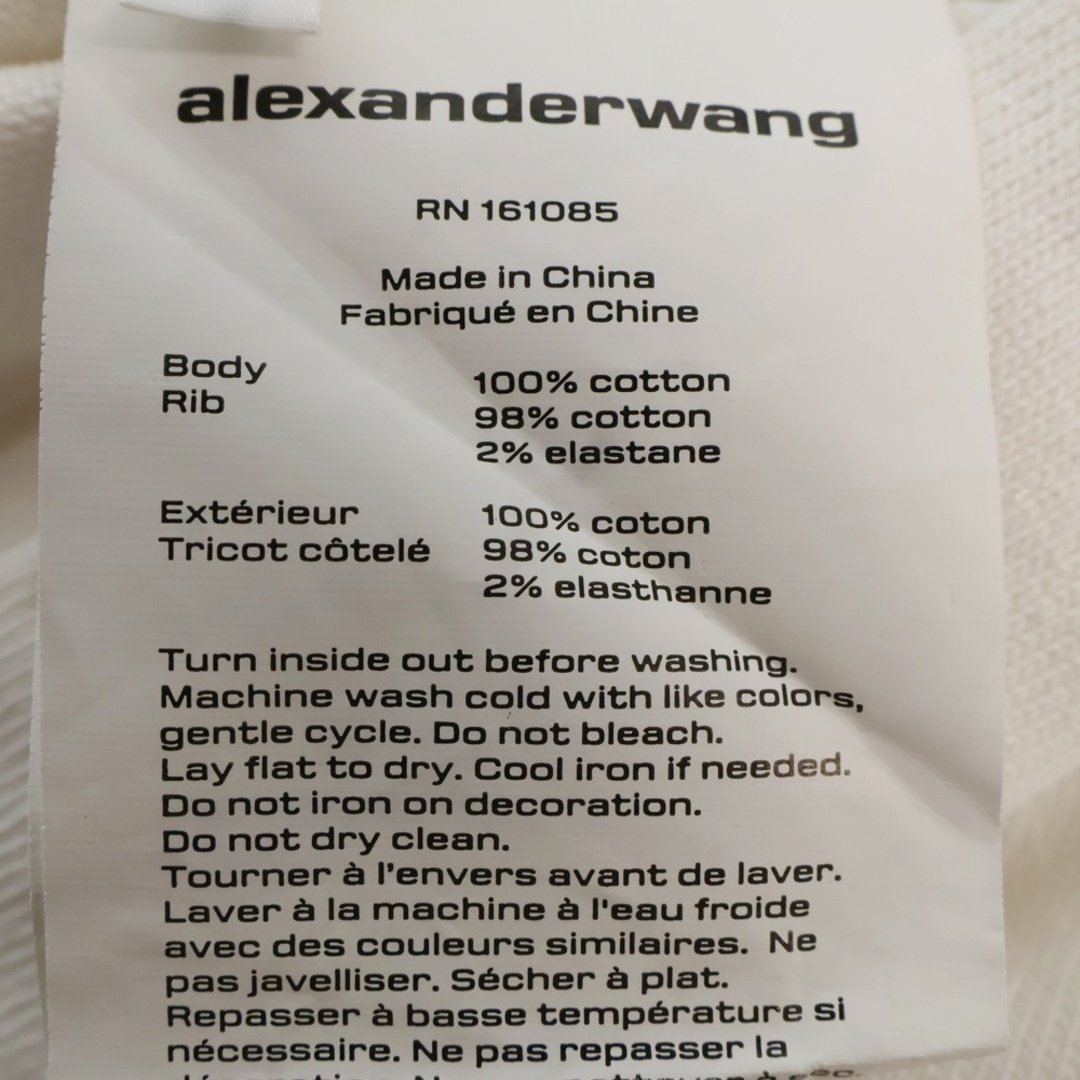 alexanderwang
RN 161085
Made in China
Fabriqué en Chine
Body 100% cotton
Rib 98% cotton
2% elastane
Extérieur 100% coton
Tricot côtelé 98% coton
2% elasthanne
Turn inside out before washing.
Machine wash cold with like colors,
gentle cycle. Do not bleach.
Lay flat to dry. Cool iron if needed.
Do not iron on decoration.
Do not dry clean.
Tourner à l'envers avant de laver.
Laver à la machine à l'eau froide
avec des couleurs similaires. Ne
pas javelliser. Sécher à plat.
Repasser à basse température si
nécessaire. Ne pas repasser la